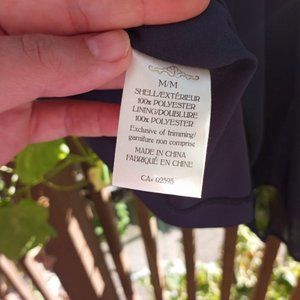 M/M
SHELL/EXTÉRIEUR
100% POLYESTER
LINING/DOUBLURE
100% POLYESTER
Exclusive of trimming/
garniture non comprise
MADE IN CHINA
FABRIQUÉ EN CHINE
CA# 02595